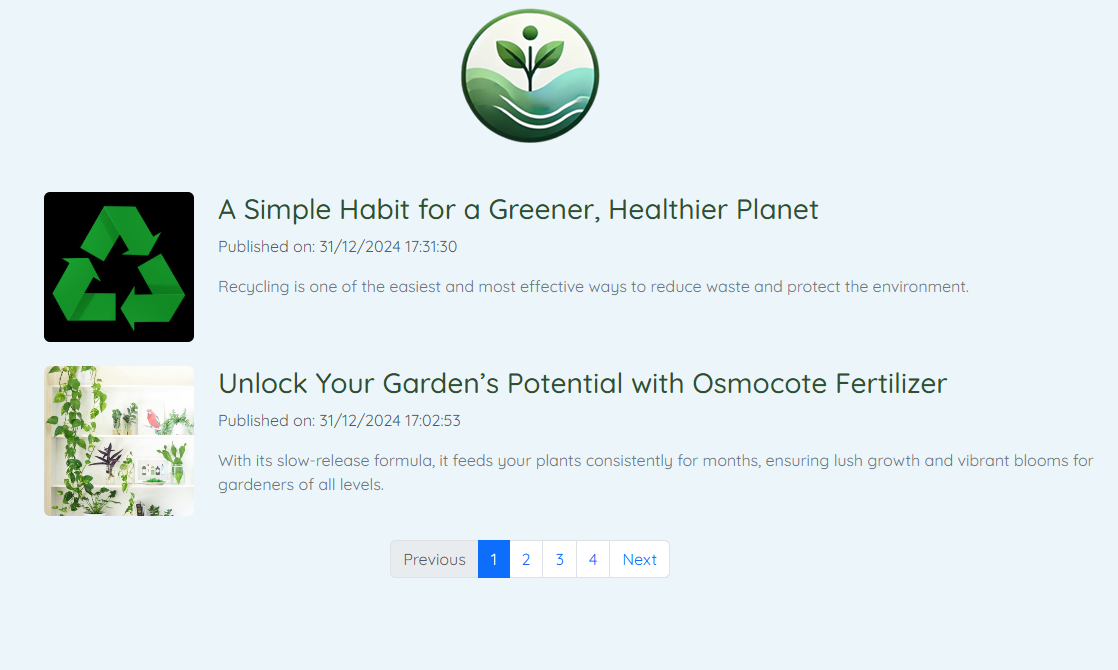 A Simple Habit for a Greener, Healthier Planet
Published on: 31/12/2024 17:31:30
Recycling is one of the easiest and most effective ways to reduce waste and protect the environment.
Unlock Your Garden’s Potential with Osmocote Fertilizer
Published on: 31/12/2024 17:02:53
With its slow-release formula, it feeds your plants consistently for months, ensuring lush growth and vibrant blooms for
gardeners of all levels.
Previous 1 2 3 4 Next